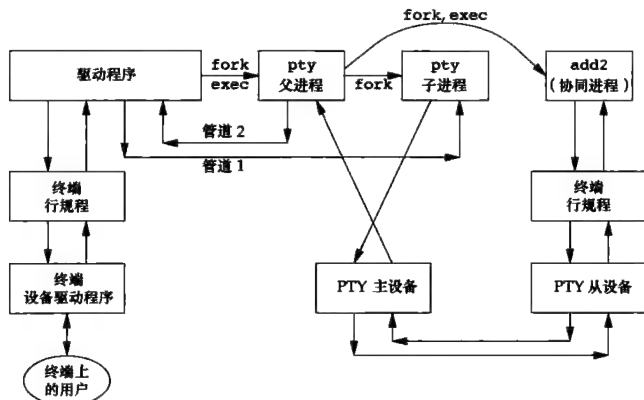 fork, exec
驱动程序
fork
exec
pty
父进程
fork
pty
子进程
add2
(协同进程)
管道 2
管道 1
终端
行规程
终端
行规程
终端
设备驱动程序
PTY 主设备
PTY 从设备
终端上
的用户